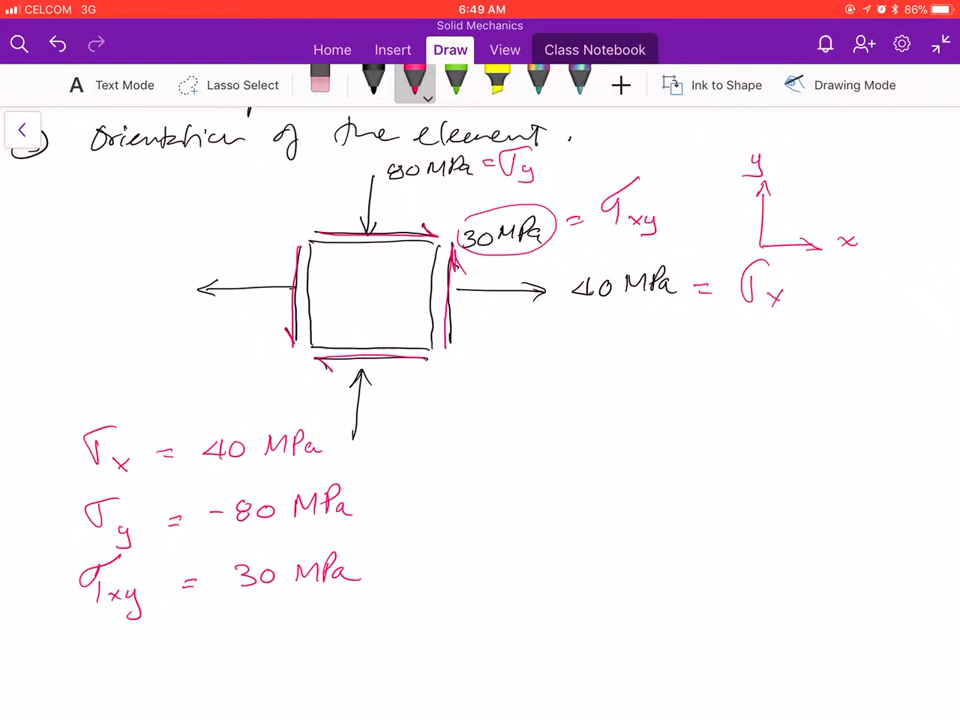 CELCOM 3G 6:49 AM 86%
Solid Mechanics
Home Insert Draw View Class Notebook
A Text Mode Lasso Select Ink to Shape Drawing Mode
Orientation of the element.
80 MPa = σy
y
30 MPa = τxy
x
40 MPa = σx
σx = 40 MPa
σy = -80 MPa
τxy = 30 MPa